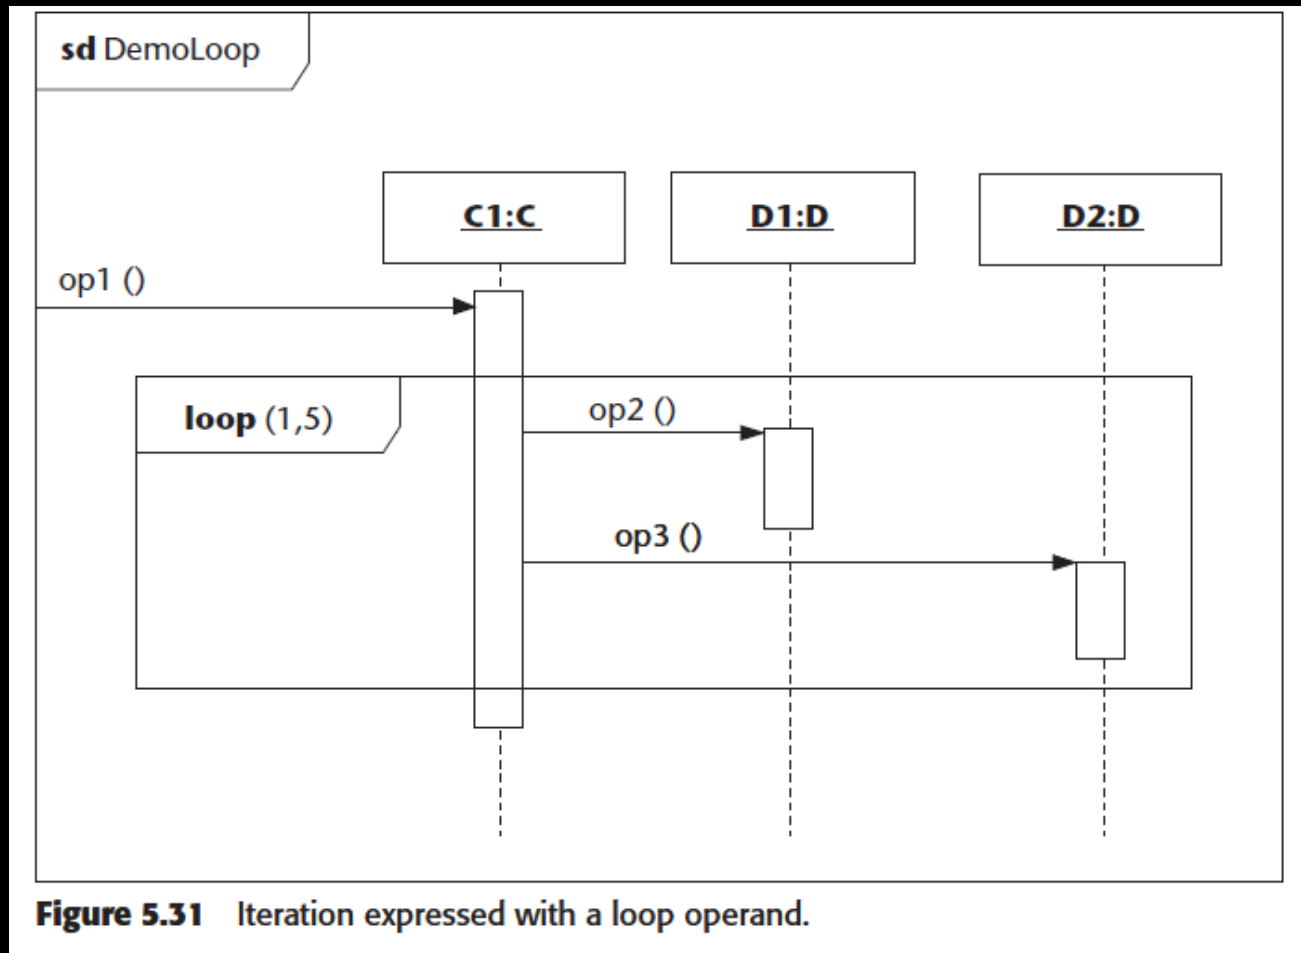 sd DemoLoop
C1:C
D1:D
D2:D
op1 ()
loop (1,5)
op2 ()
op3 ()
Figure 5.31 Iteration expressed with a loop operand.